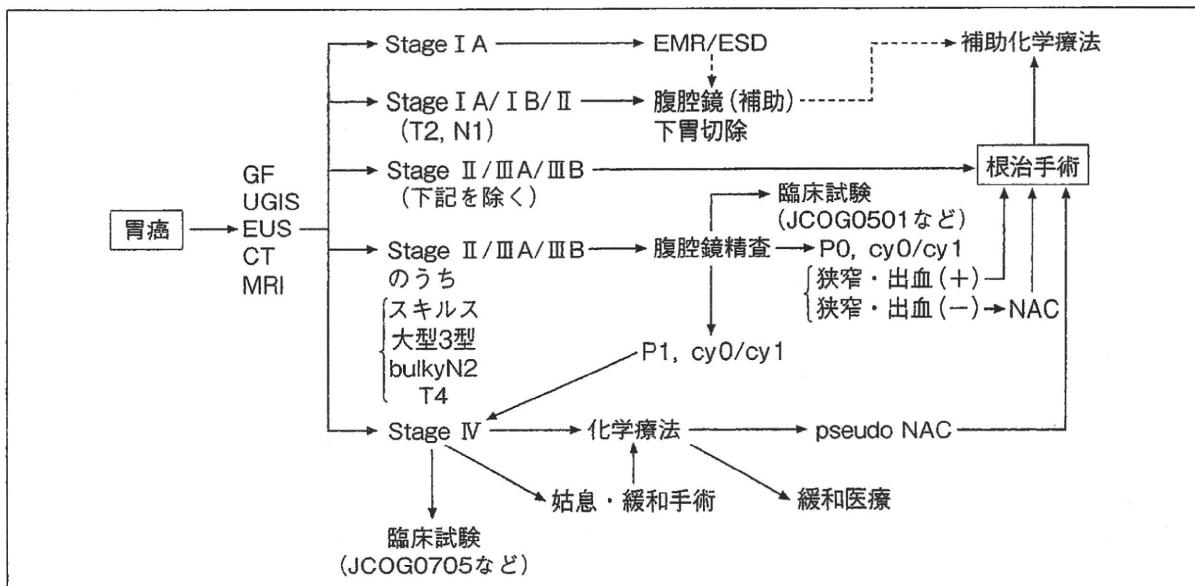 胃癌
GF
UGIS
EUS
CT
MRI
Stage ⅠA
EMR/ESD
補助化学療法
Stage ⅠA/ⅠB/Ⅱ
(T2, N1)
腹腔鏡(補助)
下胃切除
Stage Ⅱ/ⅢA/ⅢB
(下記を除く)
根治手術
臨床試験
(JCOG0501など)
Stage Ⅱ/ⅢA/ⅢB
のうち
スキルス
大型3型
bulkyN2
T4
腹腔鏡精査
P0, cy0/cy1
狭窄・出血(+)
狭窄・出血(−)
NAC
P1, cy0/cy1
Stage Ⅳ
化学療法
pseudo NAC
姑息・緩和手術
緩和医療
臨床試験
(JCOG0705など)